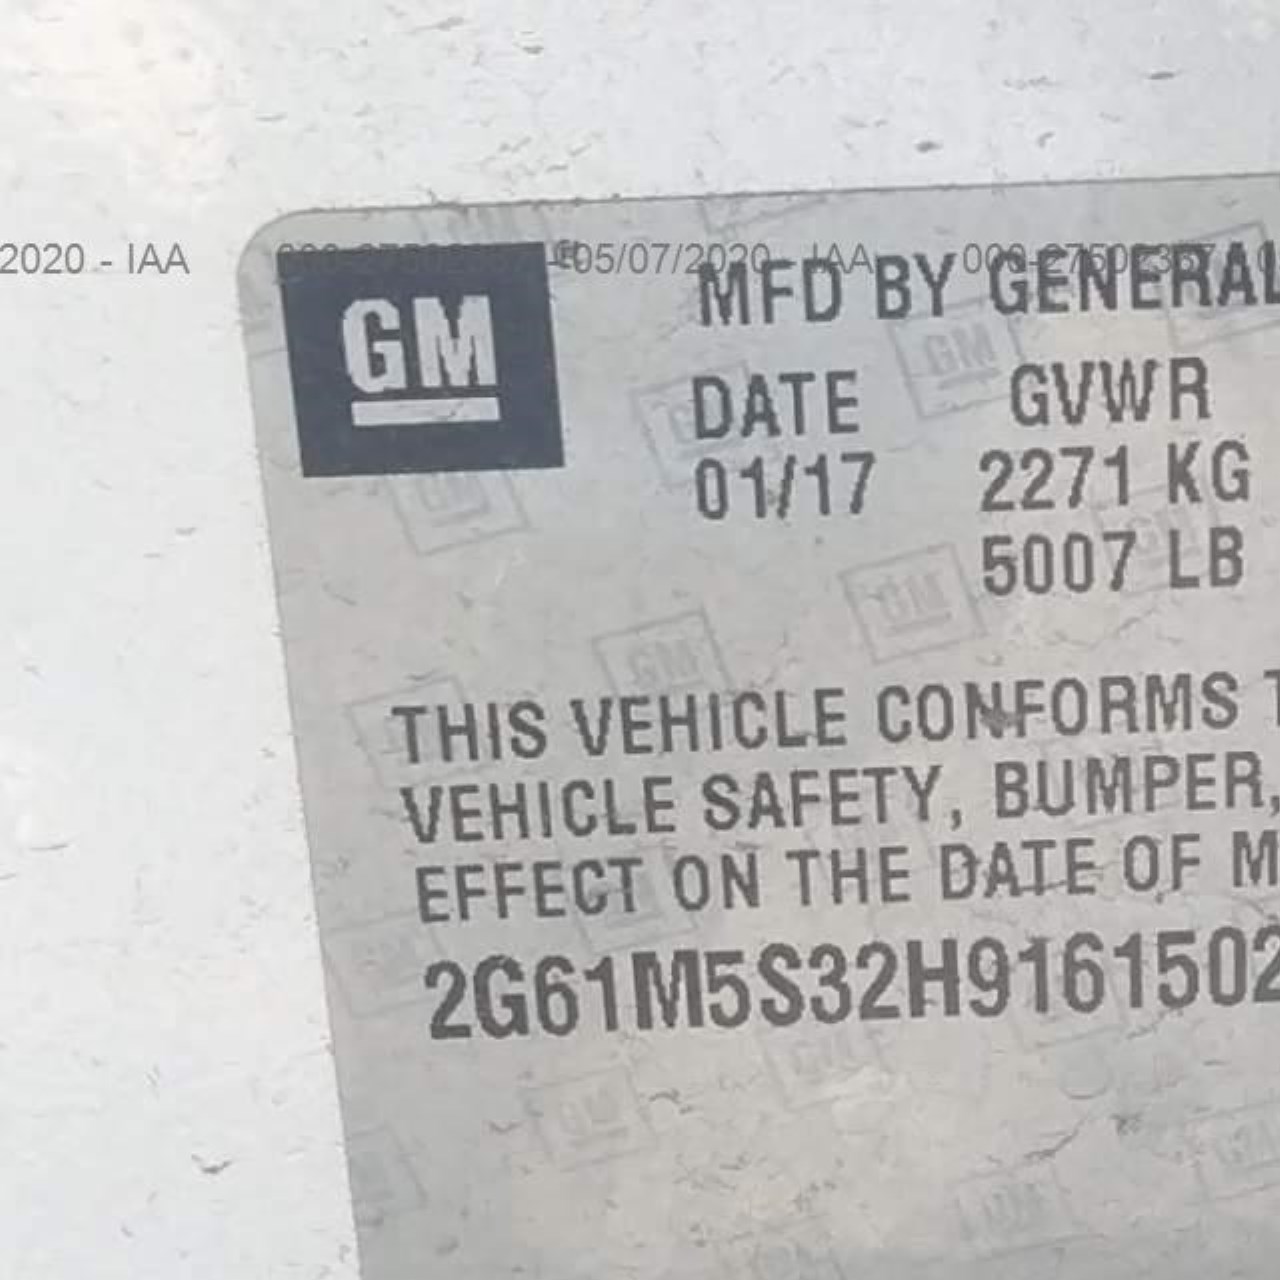 2020 - IAA 05/07/2020 - IAA
GM
MFD BY GENERAL
DATE GVWR
01/17 2271 KG
5007 LB
THIS VEHICLE CONFORMS T
VEHICLE SAFETY, BUMPER,
EFFECT ON THE DATE OF M
2G61M5S32H9161502